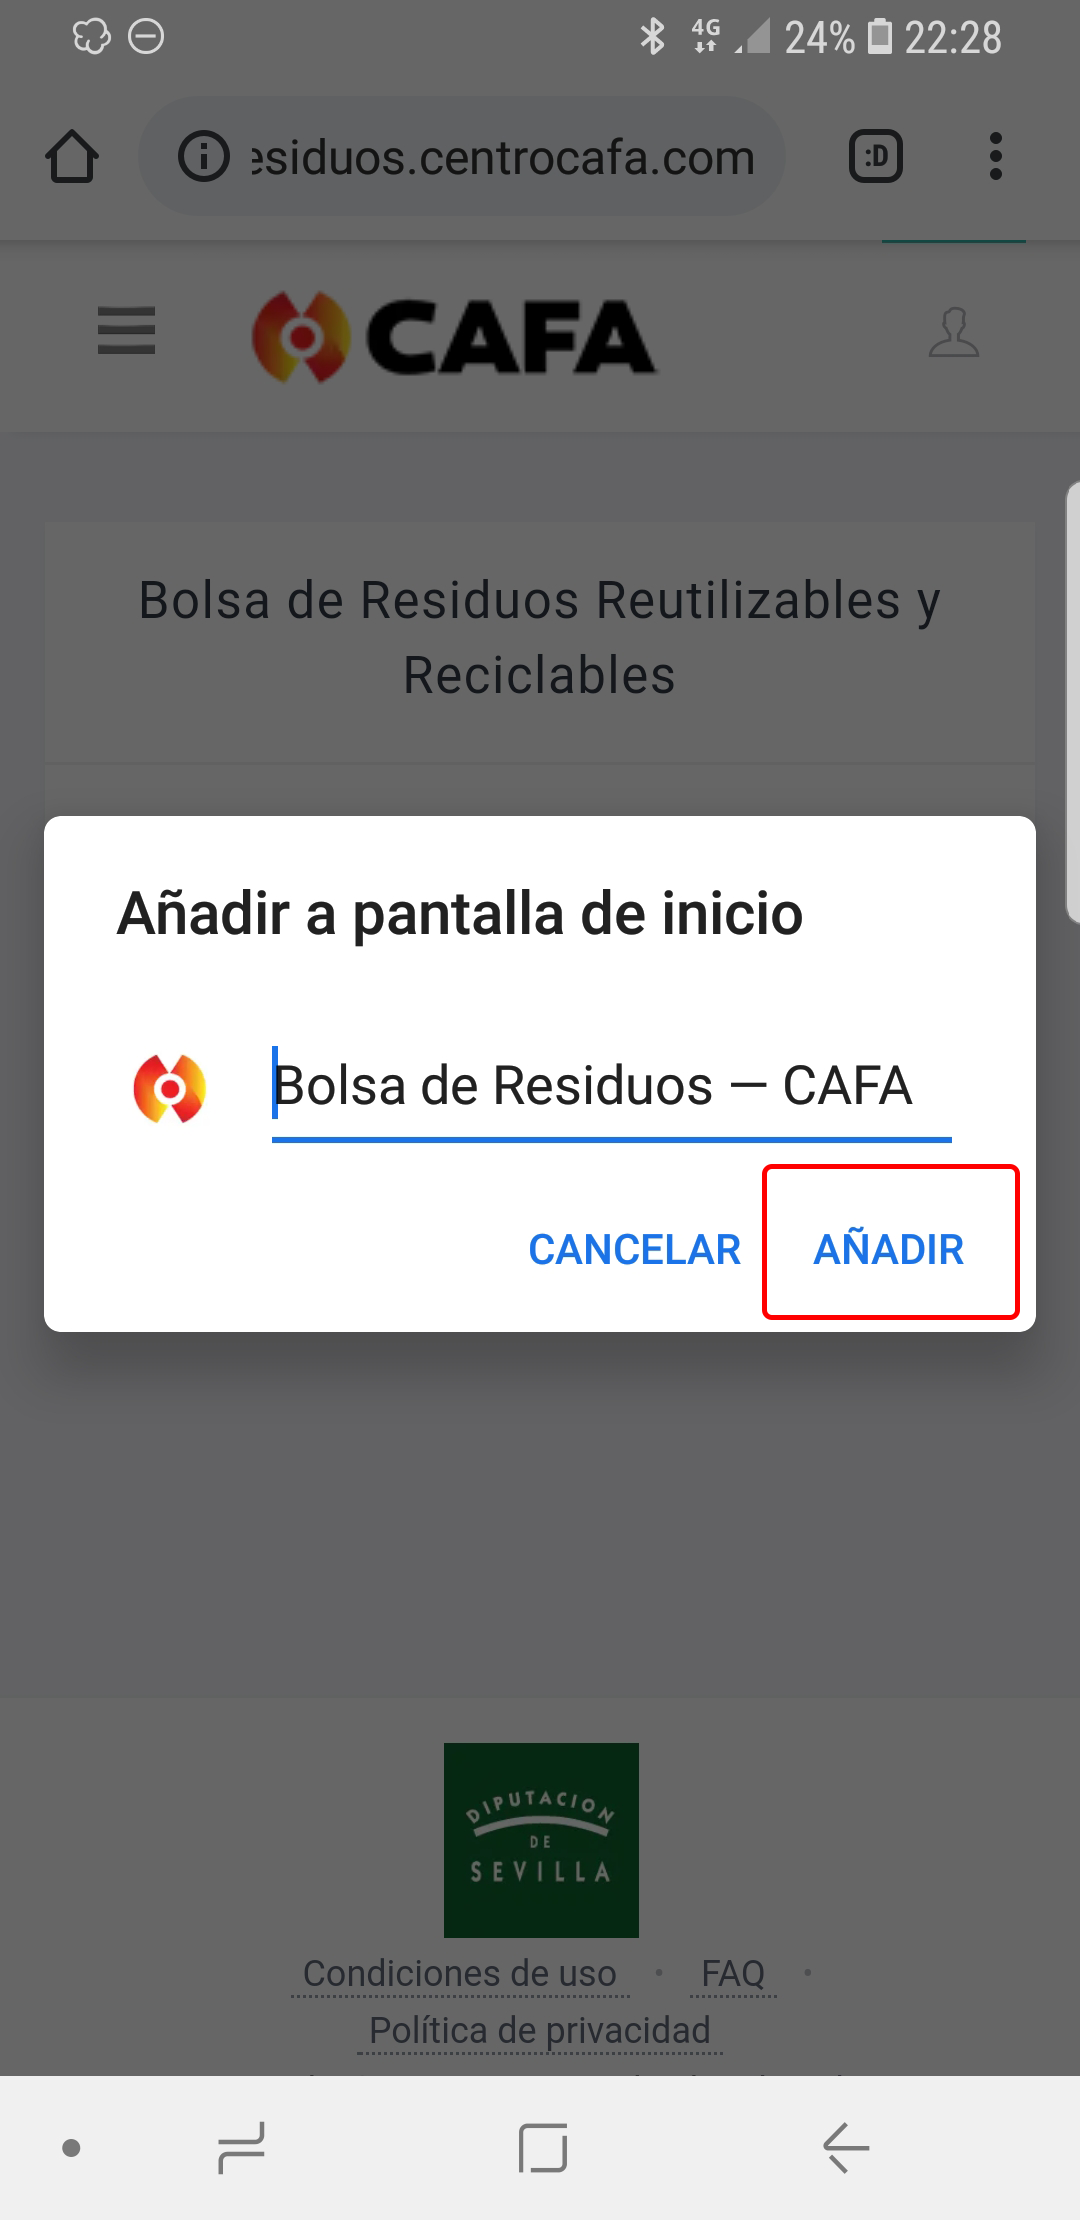 4G 24% 22:28
esiduos.centrocafa.com :D
CAFA
Bolsa de Residuos Reutilizables y
Reciclables
Añadir a pantalla de inicio
Bolsa de Residuos — CAFA
CANCELAR AÑADIR
DIPUTACION
DE
SEVILLA
Condiciones de uso · FAQ ·
Política de privacidad